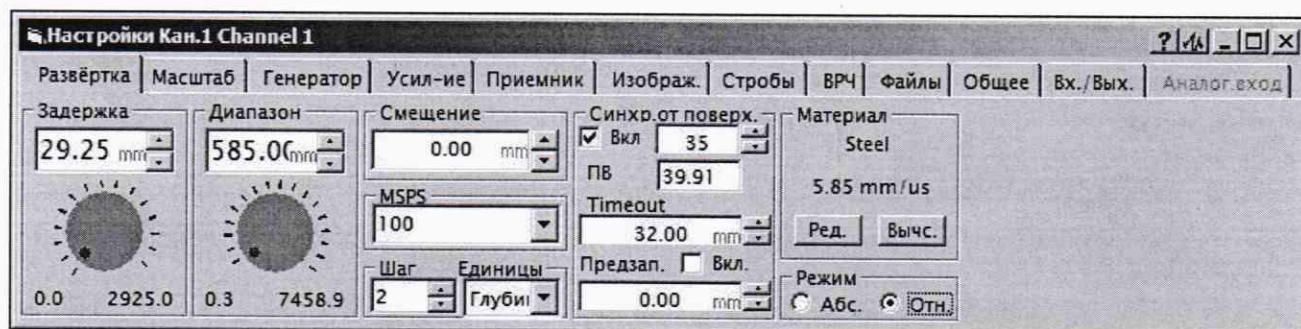 Настройки Кан.1 Channel 1
Развёртка Масштаб Генератор Усил-ие Приемник Изображ. Стробы ВРЧ Файлы Общее Вх./Вых. Аналог.вход
Задержка
29.25 mm
0.0 2925.0
Диапазон
585.00 mm
0.3 7458.9
Смещение
0.00 mm
MSPS
100
Шаг Единицы
2 Глуби
Синхр.от поверх.
Вкл 35
ПВ 39.91
Timeout
32.00 mm
Предзап. Вкл.
0.00 mm
Материал
Steel
5.85 mm/us
Ред. Вычс.
Режим
Абс. Отн.